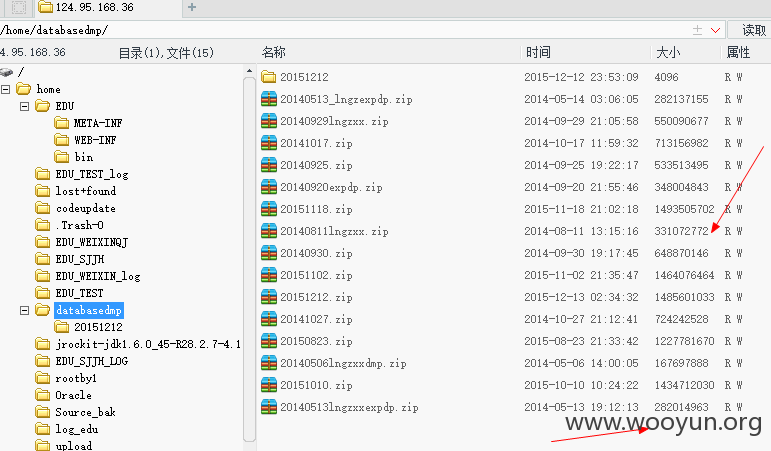 124.95.168.36
/home/databasedmp/ 读取
4.95.168.36 目录(1),文件(15) 名称 时间 大小 属性
/
home
EDU
META-INF
WEB-INF
bin
EDU_TEST_log
lost+found
codeupdate
.Trash-0
EDU_WEIXINQJ
EDU_SJJH
EDU_WEIXIN_log
EDU_TEST
databasedmp
20151212
jrockit-jdk1.6.0_45-R28.2.7-4.1
EDU_SJJH_LOG
rootby1
Oracle
Source_bak
log_edu
upload
20151212 2015-12-12 23:53:09 4096 R W
20140513_lngzexpdp.zip 2014-05-14 03:06:05 282137155 R W
20140929lngzxx.zip 2014-09-29 21:05:58 550090677 R W
20141017.zip 2014-10-17 11:59:32 713156982 R W
20140925.zip 2014-09-25 19:22:17 533513495 R W
20140920expdp.zip 2014-09-20 21:55:46 348004843 R W
20151118.zip 2015-11-18 21:02:18 1493505702 R W
20140811lngzxx.zip 2014-08-11 13:15:16 331072772 R W
20140930.zip 2014-09-30 19:17:45 648870146 R W
20151102.zip 2015-11-02 21:35:47 1464076464 R W
20151212.zip 2015-12-13 02:34:32 1485601033 R W
20141027.zip 2014-10-27 21:12:41 724242528 R W
20150823.zip 2015-08-23 21:33:42 1227781670 R W
20140506lngzxxdmp.zip 2014-05-06 14:00:05 167697888 R W
20151010.zip 2015-10-10 10:24:22 1434712030 R W
20140513lngzxxexpdp.zip 2014-05-13 19:12:13 282014963 R W
www.wooyun.org